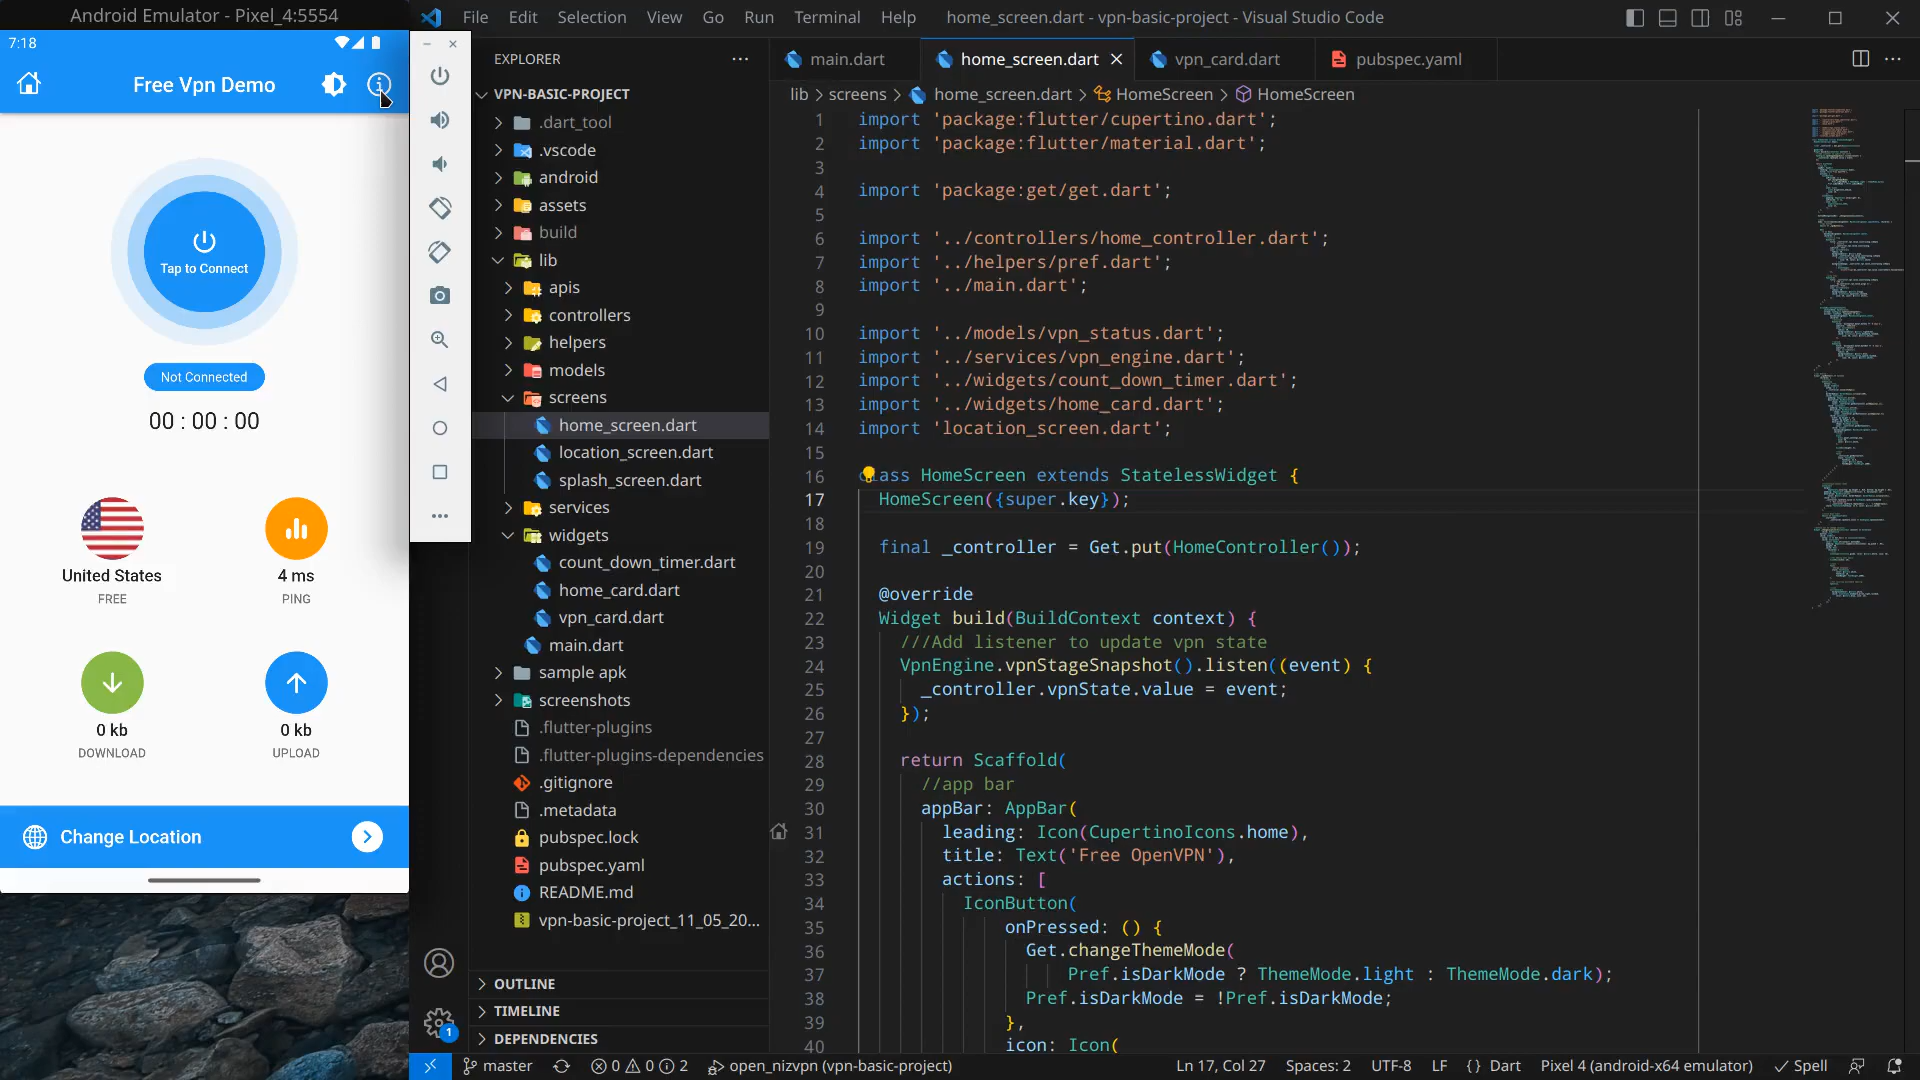 Android Emulator - Pixel_4:5554
7:18
Free Vpn Demo
Tap to Connect
Not Connected
00 : 00 : 00
United States
FREE
4 ms
PING
0 kb
DOWNLOAD
0 kb
UPLOAD
Change Location
File Edit Selection View Go Run Terminal Help
home_screen.dart - vpn-basic-project - Visual Studio Code
EXPLORER
VPN-BASIC-PROJECT
.dart_tool
.vscode
android
assets
build
lib
apis
controllers
helpers
models
screens
home_screen.dart
location_screen.dart
splash_screen.dart
services
widgets
count_down_timer.dart
home_card.dart
vpn_card.dart
main.dart
sample apk
screenshots
.flutter-plugins
.flutter-plugins-dependencies
.gitignore
.metadata
pubspec.lock
pubspec.yaml
README.md
vpn-basic-project_11_05_20...
OUTLINE
TIMELINE
DEPENDENCIES
1
main.dart home_screen.dart vpn_card.dart pubspec.yaml
lib > screens > home_screen.dart > HomeScreen > HomeScreen
1 import 'package:flutter/cupertino.dart';
2 import 'package:flutter/material.dart';
3
4 import 'package:get/get.dart';
5
6 import '../controllers/home_controller.dart';
7 import '../helpers/pref.dart';
8 import '../main.dart';
9
10 import '../models/vpn_status.dart';
11 import '../services/vpn_engine.dart';
12 import '../widgets/count_down_timer.dart';
13 import '../widgets/home_card.dart';
14 import 'location_screen.dart';
15
16 class HomeScreen extends StatelessWidget {
17 HomeScreen({super.key});
18
19 final _controller = Get.put(HomeController());
20
21 @override
22 Widget build(BuildContext context) {
23 ///Add listener to update vpn state
24 VpnEngine.vpnStageSnapshot().listen((event) {
25 _controller.vpnState.value = event;
26 });
27
28 return Scaffold(
29 //app bar
30 appBar: AppBar(
31 leading: Icon(CupertinoIcons.home),
32 title: Text('Free OpenVPN'),
33 actions: [
34 IconButton(
35 onPressed: () {
36 Get.changeThemeMode(
37 Pref.isDarkMode ? ThemeMode.light : ThemeMode.dark);
38 Pref.isDarkMode = !Pref.isDarkMode;
39 },
40 icon: Icon(
master 0 0 2 open_nizvpn (vpn-basic-project) Ln 17, Col 27 Spaces: 2 UTF-8 LF {} Dart Pixel 4 (android-x64 emulator) Spell